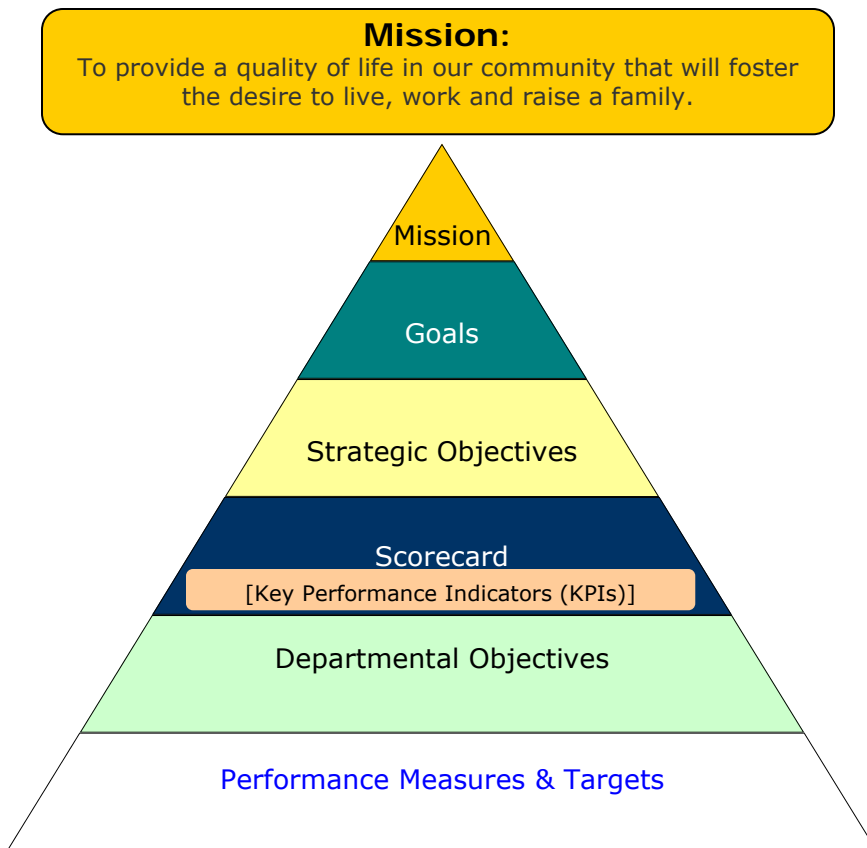 Mission:
To provide a quality of life in our community that will foster
the desire to live, work and raise a family.
Mission
Goals
Strategic Objectives
Scorecard
[Key Performance Indicators (KPIs)]
Departmental Objectives
Performance Measures & Targets